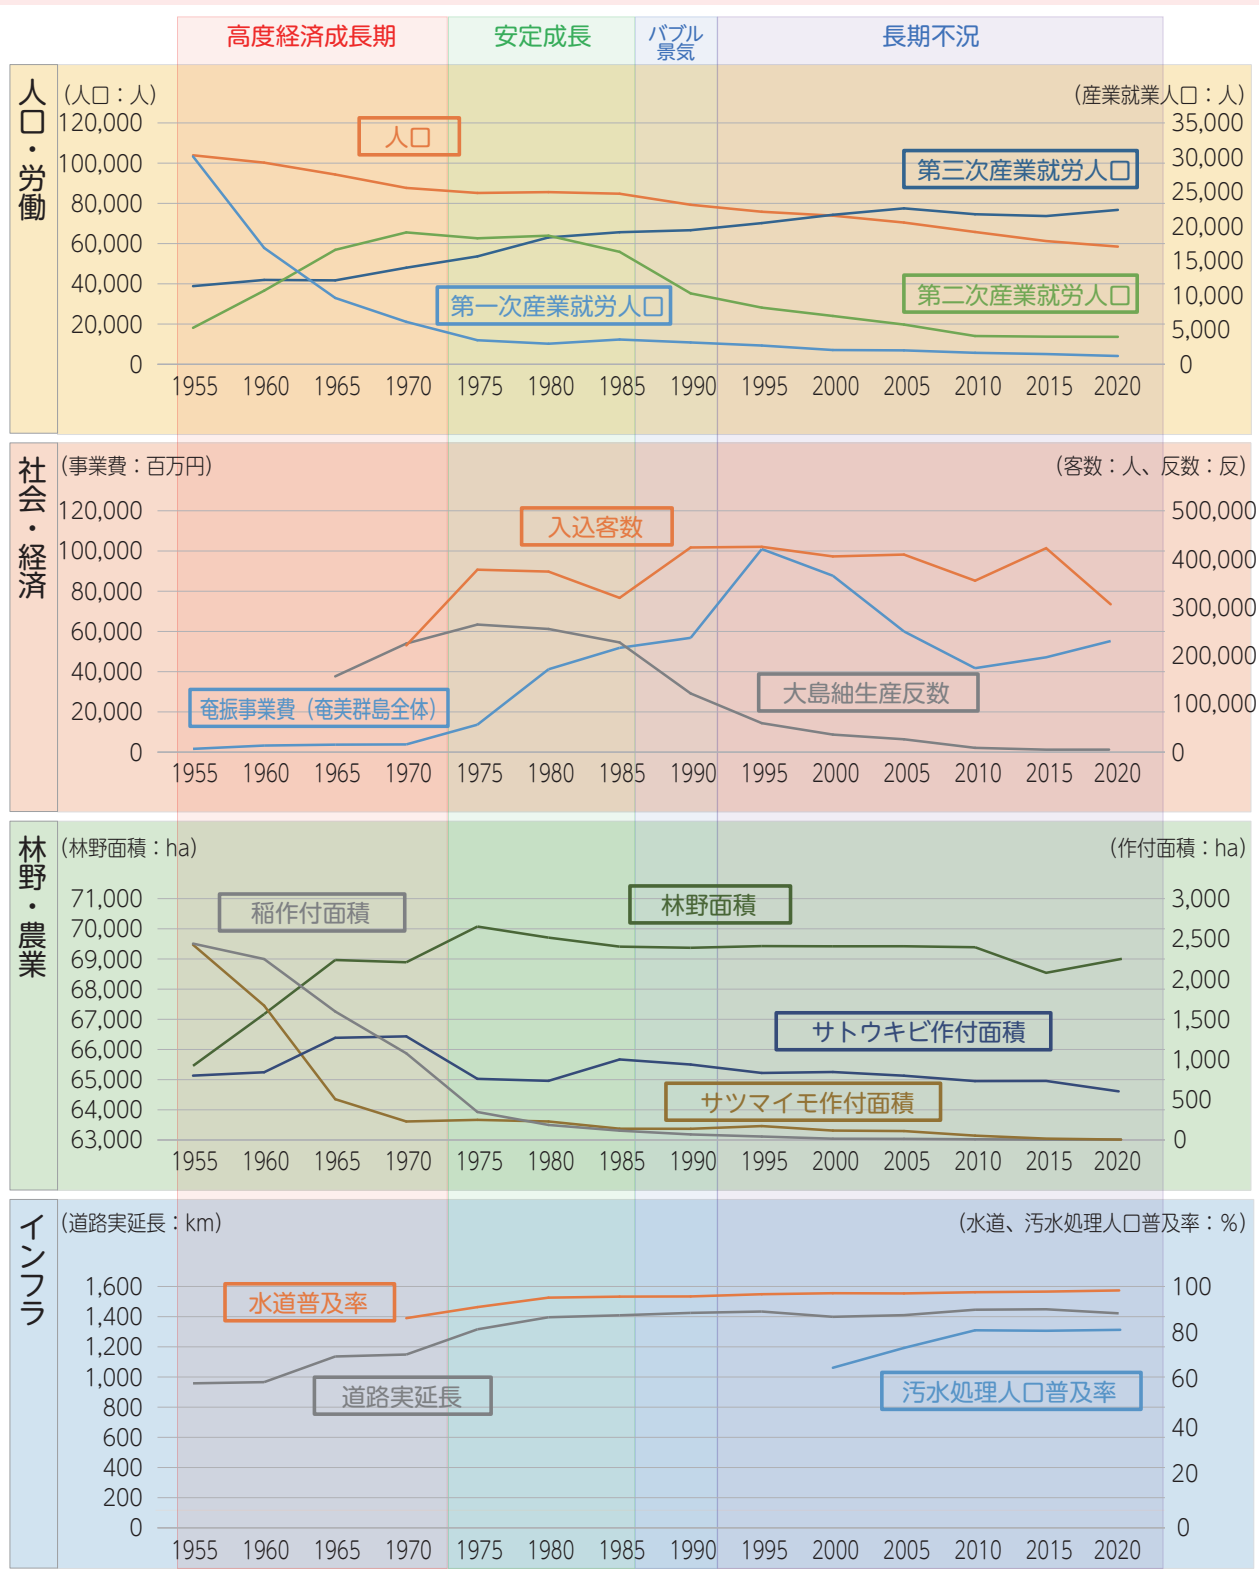 高度経済成長期
安定成長
バブル
景気
長期不況
人口・労働
(人口：人)
(産業就業人口：人)
120,000
100,000
80,000
60,000
40,000
20,000
0
35,000
30,000
25,000
20,000
15,000
10,000
5,000
0
人口
第三次産業就労人口
第一次産業就労人口
第二次産業就労人口
1955 1960 1965 1970 1975 1980 1985 1990 1995 2000 2005 2010 2015 2020
社会・経済
(事業費：百万円)
(客数：人、反数：反)
120,000
100,000
80,000
60,000
40,000
20,000
0
500,000
400,000
300,000
200,000
100,000
0
入込客数
大島紬生産反数
奄振事業費（奄美群島全体）
1955 1960 1965 1970 1975 1980 1985 1990 1995 2000 2005 2010 2015 2020
林野・農業
(林野面積：ha)
(作付面積：ha)
71,000
70,000
69,000
68,000
67,000
66,000
65,000
64,000
63,000
3,000
2,500
2,000
1,500
1,000
500
0
稲作付面積
林野面積
サトウキビ作付面積
サツマイモ作付面積
1955 1960 1965 1970 1975 1980 1985 1990 1995 2000 2005 2010 2015 2020
インフラ
(道路実延長：km)
(水道、汚水処理人口普及率：%)
1,600
1,400
1,200
1,000
800
600
400
200
0
100
80
60
40
20
0
水道普及率
道路実延長
汚水処理人口普及率
1955 1960 1965 1970 1975 1980 1985 1990 1995 2000 2005 2010 2015 2020